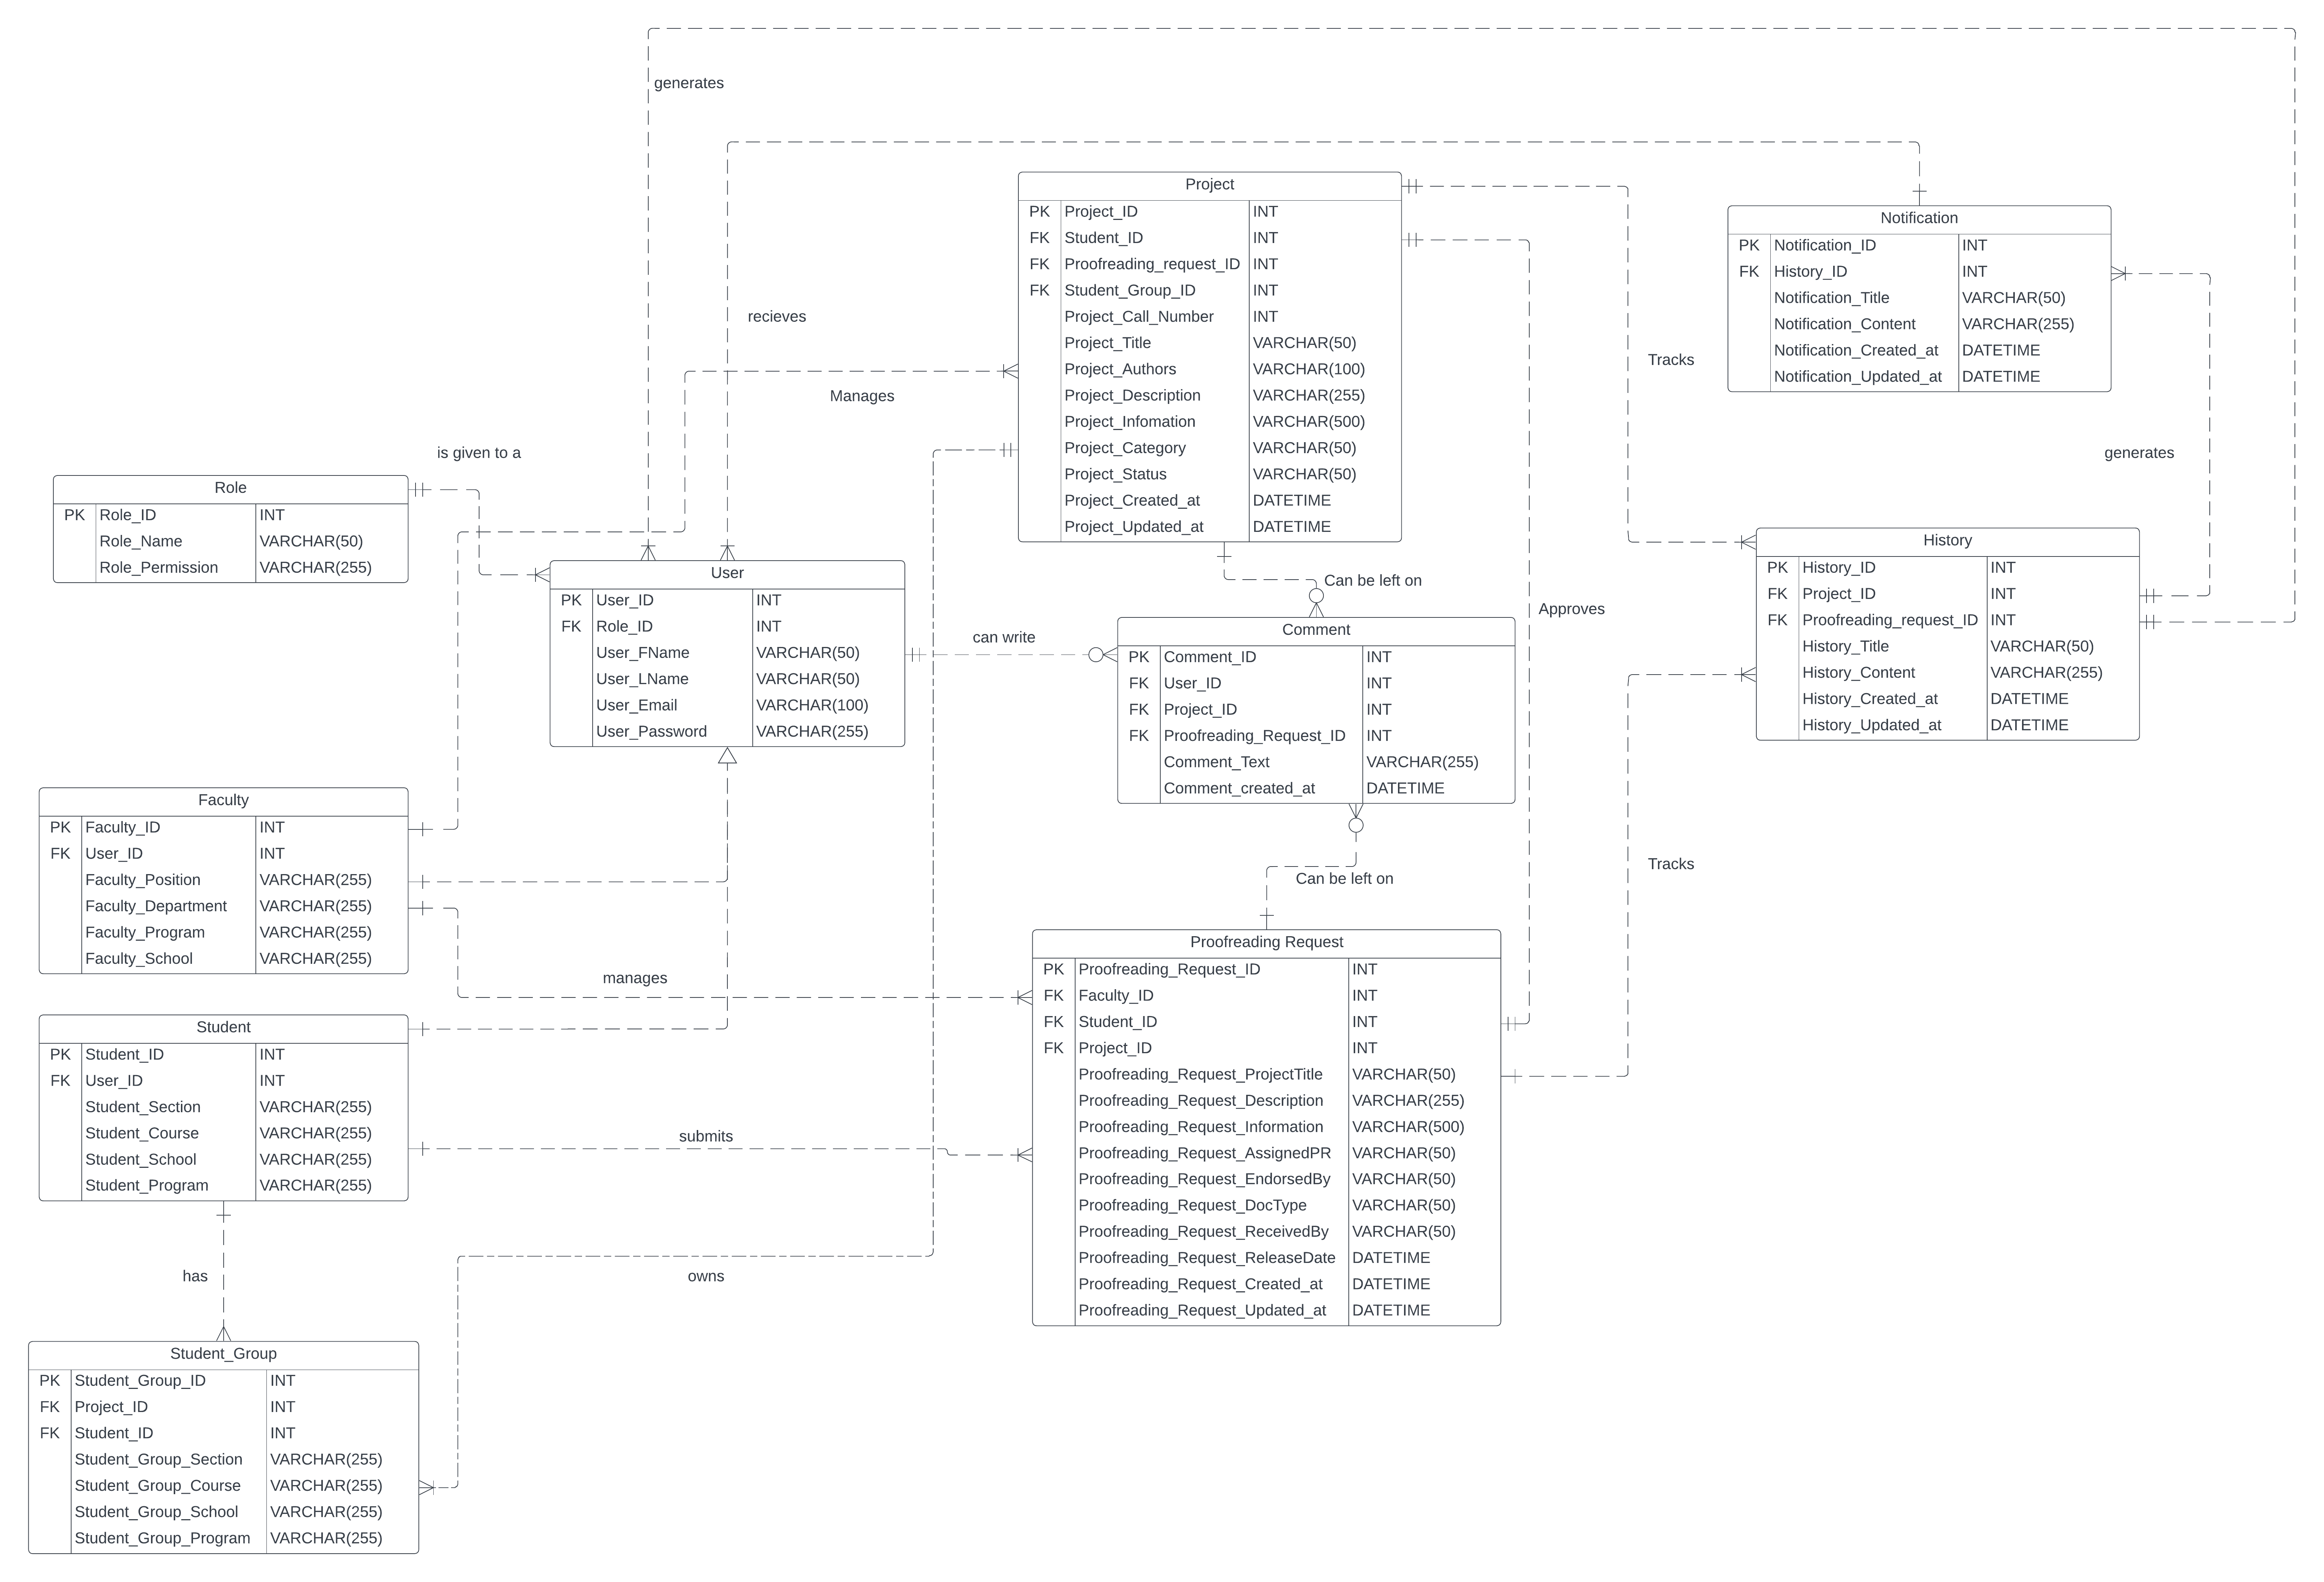 generates
recieves
Manages
is given to a
Tracks
generates
Can be left on
can write
Approves
Can be left on
Tracks
manages
submits
has
owns
Project
PK Project_ID INT
FK Student_ID INT
FK Proofreading_request_ID INT
FK Student_Group_ID INT
Project_Call_Number INT
Project_Title VARCHAR(50)
Project_Authors VARCHAR(100)
Project_Description VARCHAR(255)
Project_Infomation VARCHAR(500)
Project_Category VARCHAR(50)
Project_Status VARCHAR(50)
Project_Created_at DATETIME
Project_Updated_at DATETIME
Notification
PK Notification_ID INT
FK History_ID INT
Notification_Title VARCHAR(50)
Notification_Content VARCHAR(255)
Notification_Created_at DATETIME
Notification_Updated_at DATETIME
Role
PK Role_ID INT
Role_Name VARCHAR(50)
Role_Permission VARCHAR(255)
User
PK User_ID INT
FK Role_ID INT
User_FName VARCHAR(50)
User_LName VARCHAR(50)
User_Email VARCHAR(100)
User_Password VARCHAR(255)
Comment
PK Comment_ID INT
FK User_ID INT
FK Project_ID INT
FK Proofreading_Request_ID INT
Comment_Text VARCHAR(255)
Comment_created_at DATETIME
History
PK History_ID INT
FK Project_ID INT
FK Proofreading_request_ID INT
History_Title VARCHAR(50)
History_Content VARCHAR(255)
History_Created_at DATETIME
History_Updated_at DATETIME
Faculty
PK Faculty_ID INT
FK User_ID INT
Faculty_Position VARCHAR(255)
Faculty_Department VARCHAR(255)
Faculty_Program VARCHAR(255)
Faculty_School VARCHAR(255)
Student
PK Student_ID INT
FK User_ID INT
Student_Section VARCHAR(255)
Student_Course VARCHAR(255)
Student_School VARCHAR(255)
Student_Program VARCHAR(255)
Proofreading Request
PK Proofreading_Request_ID INT
FK Faculty_ID INT
FK Student_ID INT
FK Project_ID INT
Proofreading_Request_ProjectTitle VARCHAR(50)
Proofreading_Request_Description VARCHAR(255)
Proofreading_Request_Information VARCHAR(500)
Proofreading_Request_AssignedPR VARCHAR(50)
Proofreading_Request_EndorsedBy VARCHAR(50)
Proofreading_Request_DocType VARCHAR(50)
Proofreading_Request_ReceivedBy VARCHAR(50)
Proofreading_Request_ReleaseDate DATETIME
Proofreading_Request_Created_at DATETIME
Proofreading_Request_Updated_at DATETIME
Student_Group
PK Student_Group_ID INT
FK Project_ID INT
FK Student_ID INT
Student_Group_Section VARCHAR(255)
Student_Group_Course VARCHAR(255)
Student_Group_School VARCHAR(255)
Student_Group_Program VARCHAR(255)